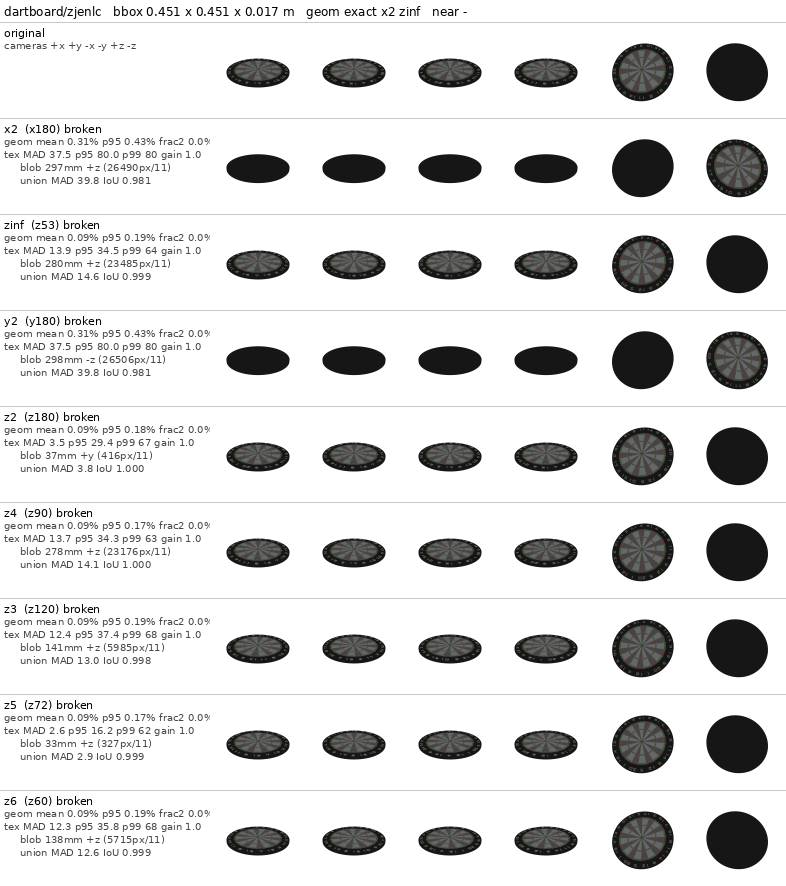 dartboard/zjenlc bbox 0.451 x 0.451 x 0.017 m geom exact x2 zinf near -
original
cameras +x +y -x -y +z -z
x2 (x180) broken
geom mean 0.31% p95 0.43% frac2 0.0%
tex MAD 37.5 p95 80.0 p99 80 gain 1.0
blob 297mm +z (26490px/11)
union MAD 39.8 IoU 0.981
zinf (z53) broken
geom mean 0.09% p95 0.19% frac2 0.0%
tex MAD 13.9 p95 34.5 p99 64 gain 1.0
blob 280mm +z (23485px/11)
union MAD 14.6 IoU 0.999
y2 (y180) broken
geom mean 0.31% p95 0.43% frac2 0.0%
tex MAD 37.5 p95 80.0 p99 80 gain 1.0
blob 298mm -z (26506px/11)
union MAD 39.8 IoU 0.981
z2 (z180) broken
geom mean 0.09% p95 0.18% frac2 0.0%
tex MAD 3.5 p95 29.4 p99 67 gain 1.0
blob 37mm +y (416px/11)
union MAD 3.8 IoU 1.000
z4 (z90) broken
geom mean 0.09% p95 0.17% frac2 0.0%
tex MAD 13.7 p95 34.3 p99 63 gain 1.0
blob 278mm +z (23176px/11)
union MAD 14.1 IoU 1.000
z3 (z120) broken
geom mean 0.09% p95 0.19% frac2 0.0%
tex MAD 12.4 p95 37.4 p99 68 gain 1.0
blob 141mm +z (5985px/11)
union MAD 13.0 IoU 0.998
z5 (z72) broken
geom mean 0.09% p95 0.17% frac2 0.0%
tex MAD 2.6 p95 16.2 p99 62 gain 1.0
blob 33mm +z (327px/11)
union MAD 2.9 IoU 0.999
z6 (z60) broken
geom mean 0.09% p95 0.19% frac2 0.0%
tex MAD 12.3 p95 35.8 p99 68 gain 1.0
blob 138mm +z (5715px/11)
union MAD 12.6 IoU 0.999